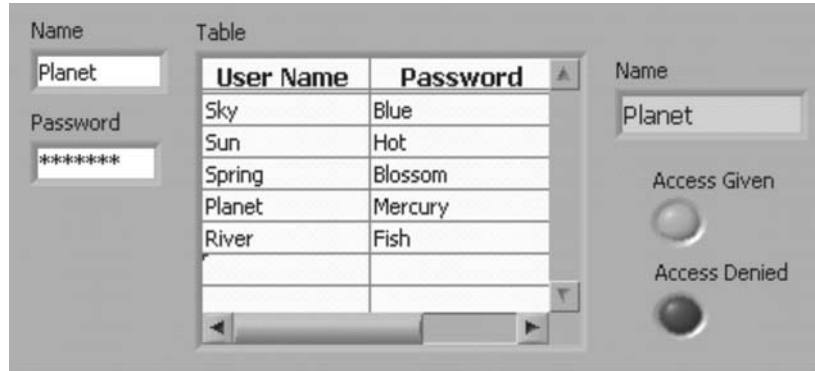 Name
Planet
Password
*******
Table
User Name Password
Sky Blue
Sun Hot
Spring Blossom
Planet Mercury
River Fish
Name
Planet
Access Given
Access Denied